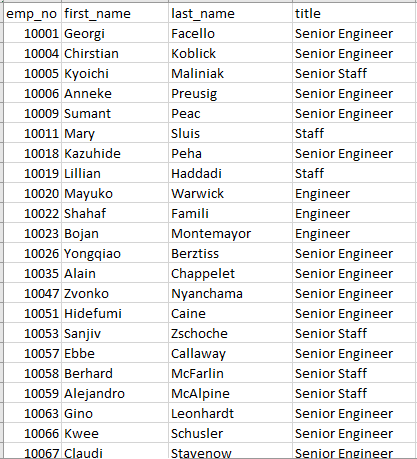 emp_no first_name last_name title
10001 Georgi Facello Senior Engineer
10004 Chirstian Koblick Senior Engineer
10005 Kyoichi Maliniak Senior Staff
10006 Anneke Preusig Senior Engineer
10009 Sumant Peac Senior Engineer
10011 Mary Sluis Staff
10018 Kazuhide Peha Senior Engineer
10019 Lillian Haddadi Staff
10020 Mayuko Warwick Engineer
10022 Shahaf Famili Engineer
10023 Bojan Montemayor Engineer
10026 Yongqiao Berztiss Senior Engineer
10035 Alain Chappelet Senior Engineer
10047 Zvonko Nyanchama Senior Engineer
10051 Hidefumi Caine Senior Engineer
10053 Sanjiv Zschoche Senior Staff
10057 Ebbe Callaway Senior Engineer
10058 Berhard McFarlin Senior Staff
10059 Alejandro McAlpine Senior Staff
10063 Gino Leonhardt Senior Engineer
10066 Kwee Schusler Senior Engineer
10067 Claudi Stavenow Senior Engineer